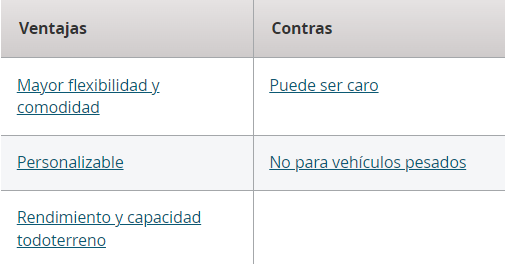 Ventajas
Contras
Mayor flexibilidad y
comodidad
Puede ser caro
Personalizable
No para vehículos pesados
Rendimiento y capacidad
todoterreno